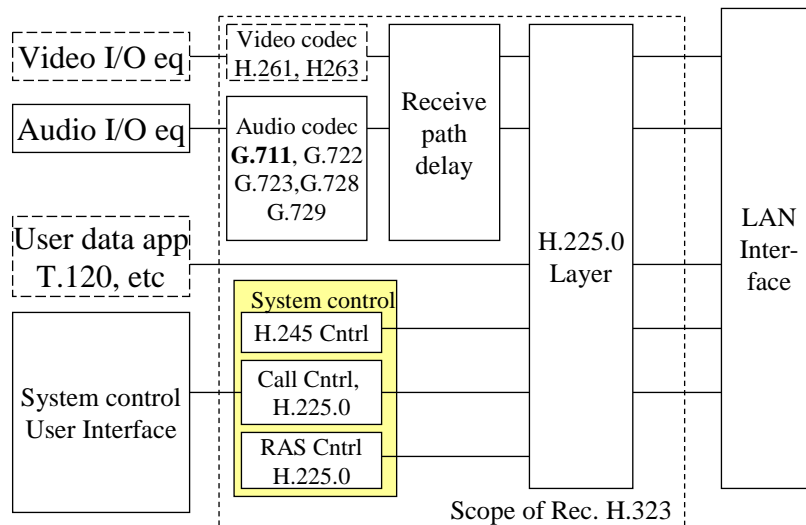 Video I/O eq
Video codec
H.261, H263
Audio I/O eq
Audio codec
G.711, G.722
G.723,G.728
G.729
Receive
path
delay
User data app
T.120, etc
H.225.0
Layer
LAN
Inter-
face
System control
H.245 Cntrl
Call Cntrl,
H.225.0
RAS Cntrl
H.225.0
System control
User Interface
Scope of Rec. H.323